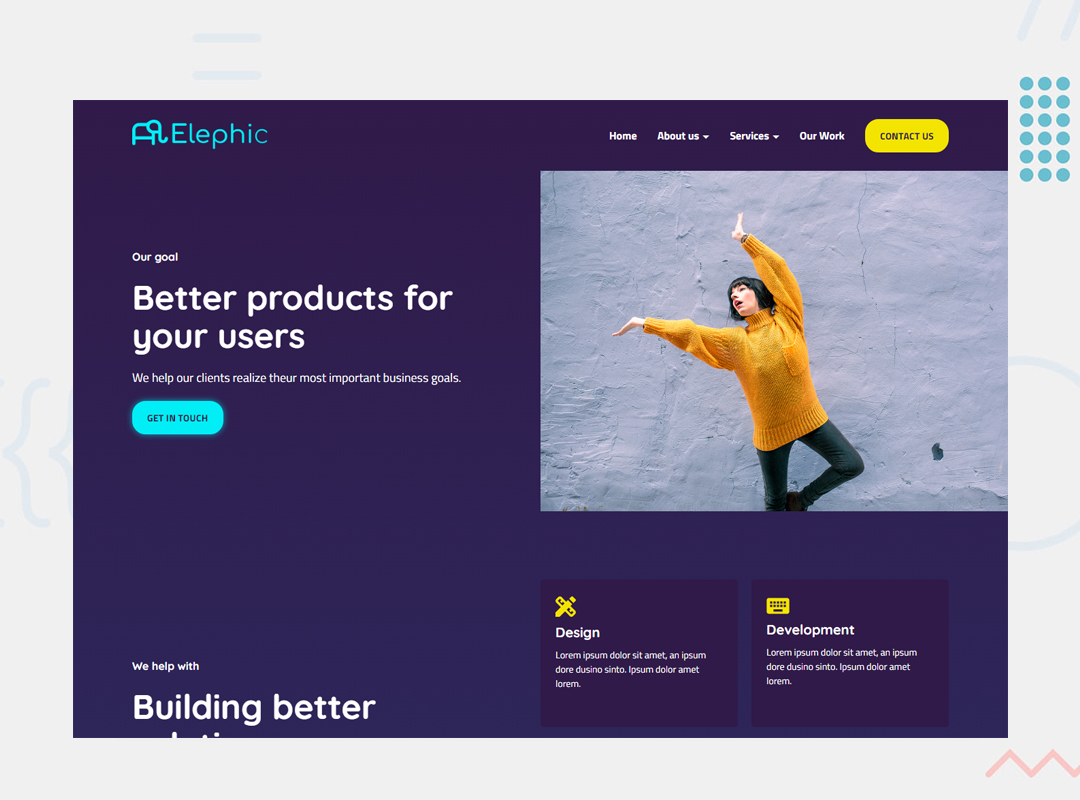 Elephic
Home About us Services Our Work CONTACT US
Our goal
Better products for
your users
We help our clients realize theur most important business goals.
GET IN TOUCH
We help with
Building better
Design
Lorem ipsum dolor sit amet, an ipsum
dore dusino sinto. Ipsum dolor amet
lorem.
Development
Lorem ipsum dolor sit amet, an ipsum
dore dusino sinto. Ipsum dolor amet
lorem.